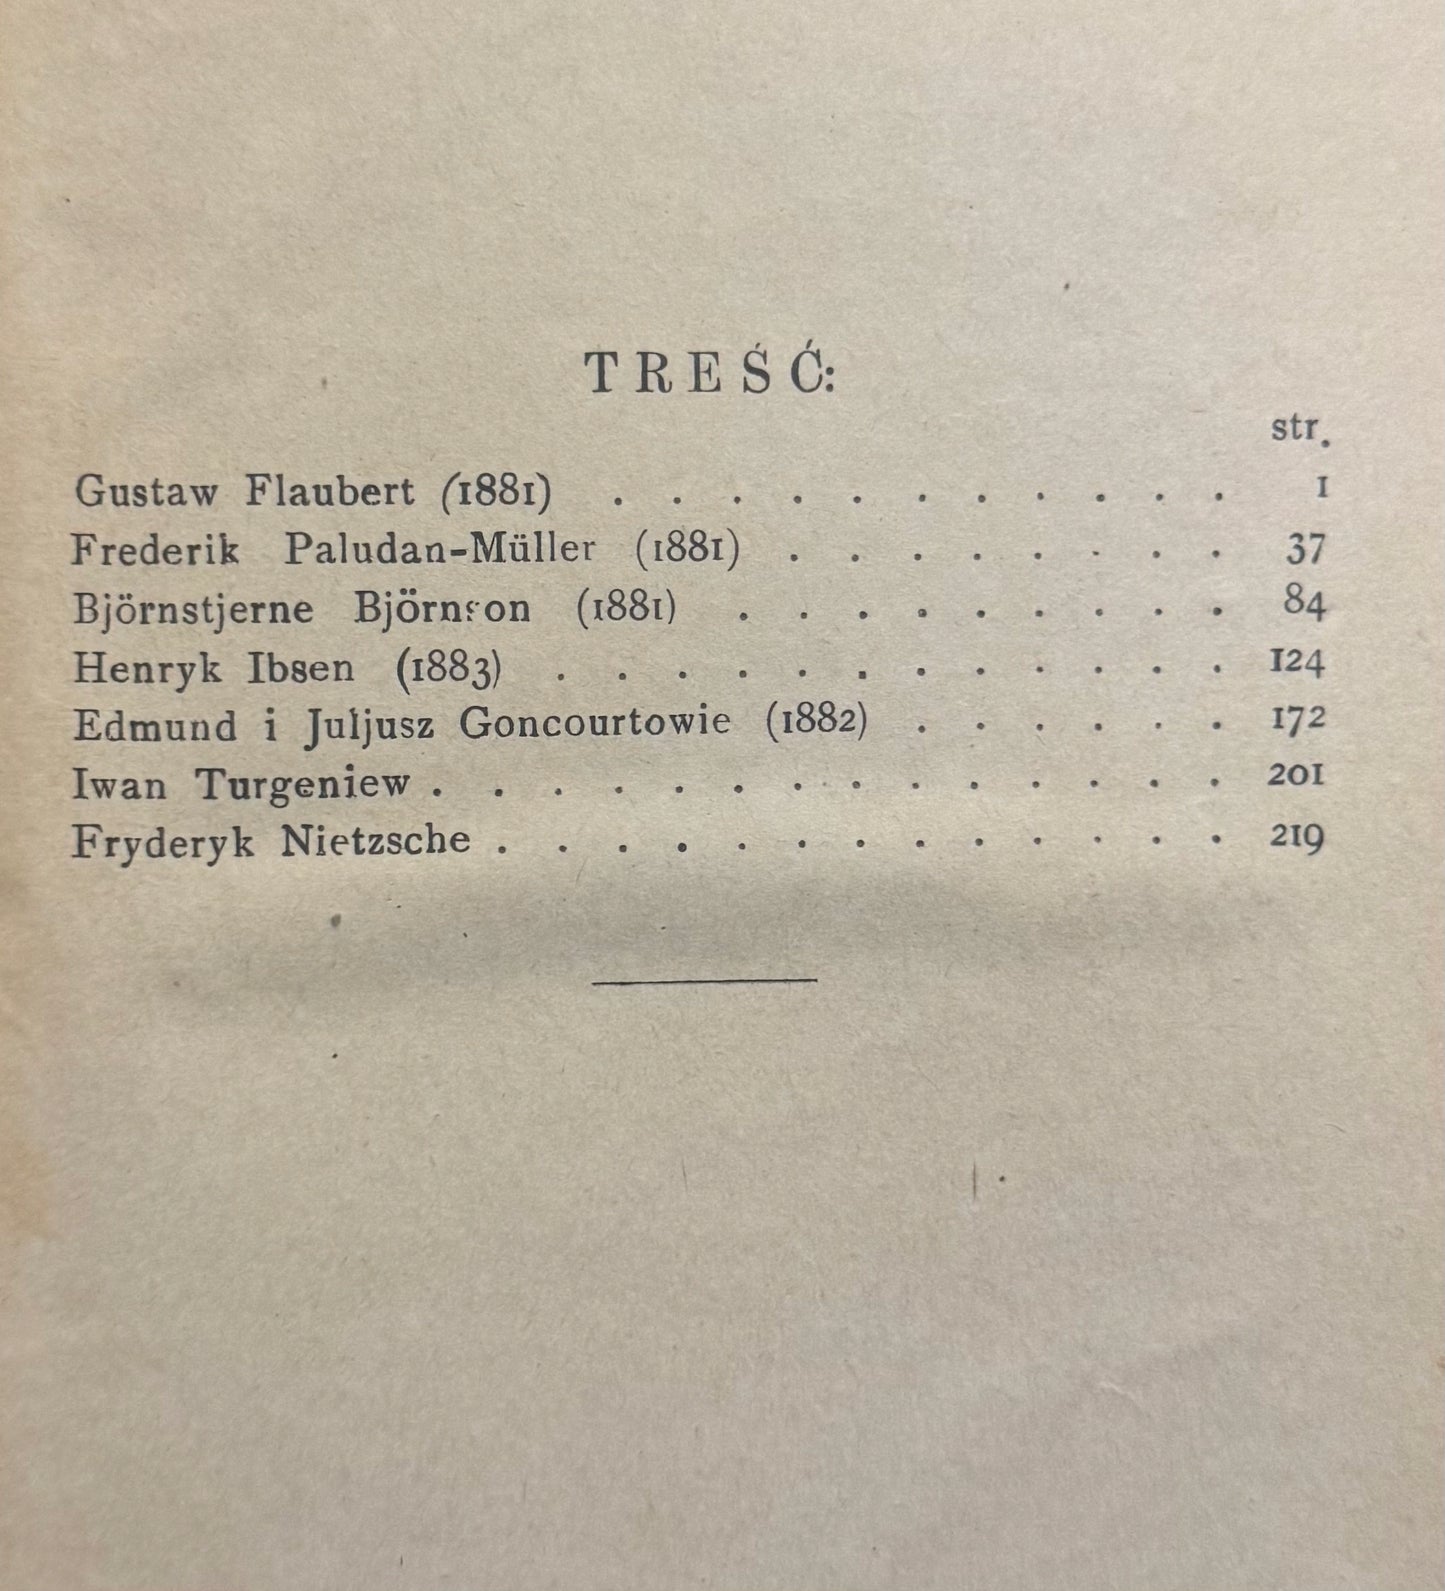 TREŚĆ:
str.
Gustaw Flaubert (1881) . . . . . . . . . . . 1
Frederik Paludan-Müller (1881) . . . . . . . . 37
Björnstjerne Björnson (1881) . . . . . . . . . 84
Henryk Ibsen (1883) . . . . . . . . . . . . 124
Edmund i Juljusz Goncourtowie (1882) . . . . . . 172
Iwan Turgeniew . . . . . . . . . . . . . . 201
Fryderyk Nietzsche . . . . . . . . . . . . . 219